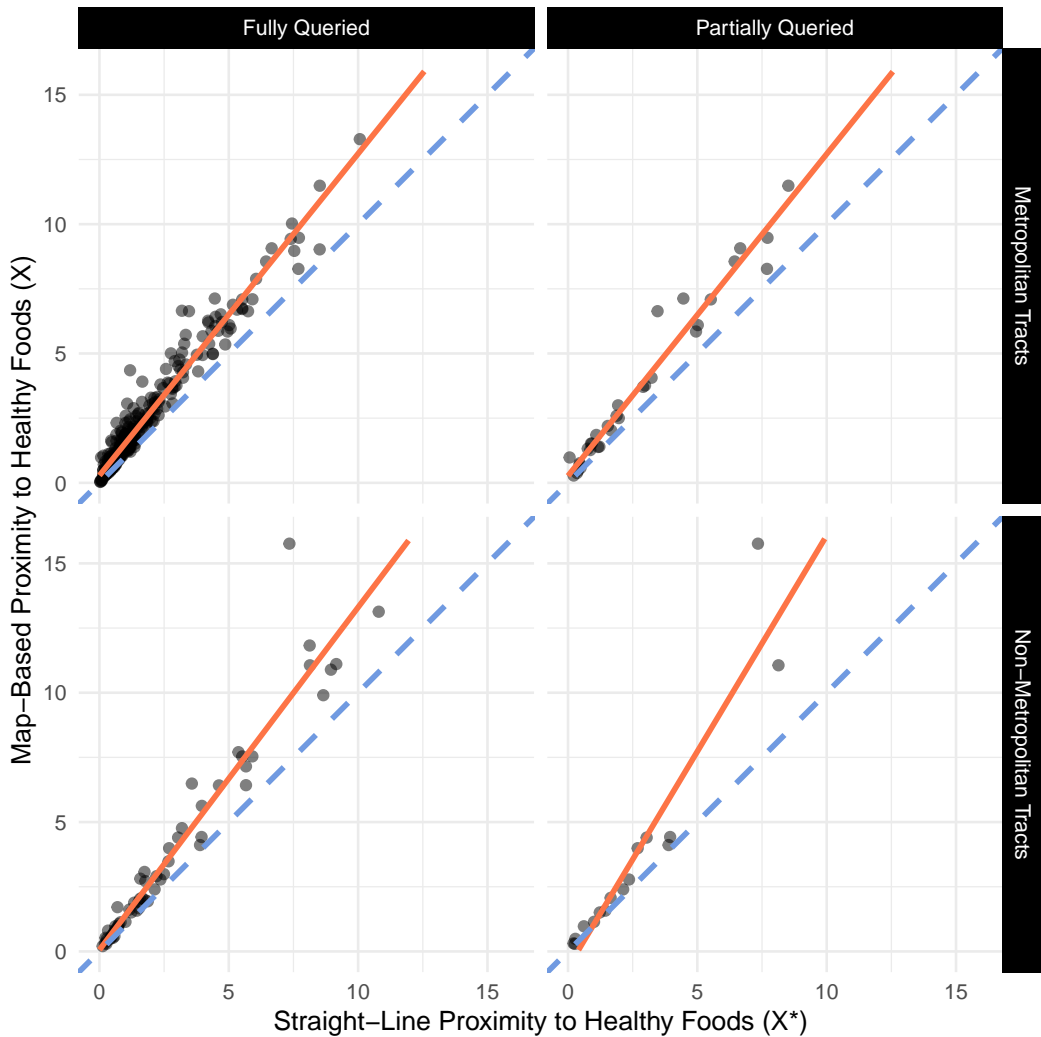 Fully Queried
Partially Queried
Metropolitan Tracts
Non−Metropolitan Tracts
Map−Based Proximity to Healthy Foods (X)
15
10
5
0
15
10
5
0
0 5 10 15
0 5 10 15
Straight−Line Proximity to Healthy Foods (X*)